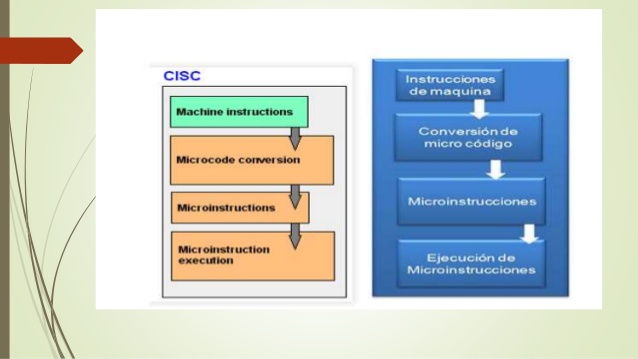 CISC
Machine instructions
Microcode conversion
Microinstructions
Microinstruction
execution
Instrucciones
de maquina
Conversión de
micro código
Microinstrucciones
Ejecución de
Microinstrucciones